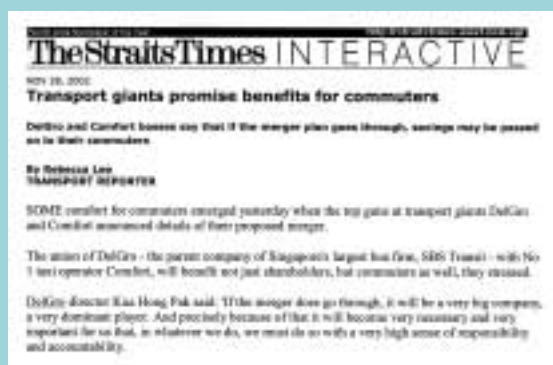 The Straits Times INTERACTIVE
2002
Transport giants promise benefits for commuters
DelGro and Comfort bosses say that if the merger plan goes through, savings may be passed
on to their commuters
By Rebecca Lee
TRANSPORT REPORTER
SOME comfort for commuters emerged yesterday when the top guns at transport giants DelGro
and Comfort announced details of their proposed merger.
The union of DelGro - the parent company of Singapore's largest bus firm, SBS Transit - with No
1 taxi operator Comfort, will benefit not just shareholders, but commuters as well, they stressed.
DelGro director Kua Hong Pak said: 'If the merger does go through, it will be a very big company,
a very dominant player. And precisely because of that it will become very necessary and very
important for us that, in whatever we do, we must do so with a very high sense of responsibility
and accountability.